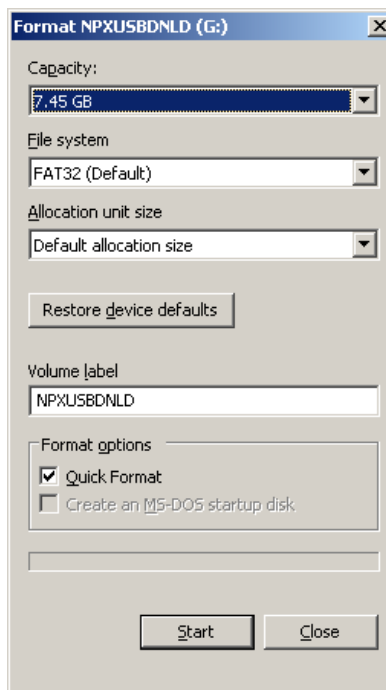 Format NPXUSBDNLD (G:)
Capacity:
7.45 GB
File system
FAT32 (Default)
Allocation unit size
Default allocation size
Restore device defaults
Volume label
NPXUSBDNLD
Format options
Quick Format
Create an MS-DOS startup disk
Start
Close